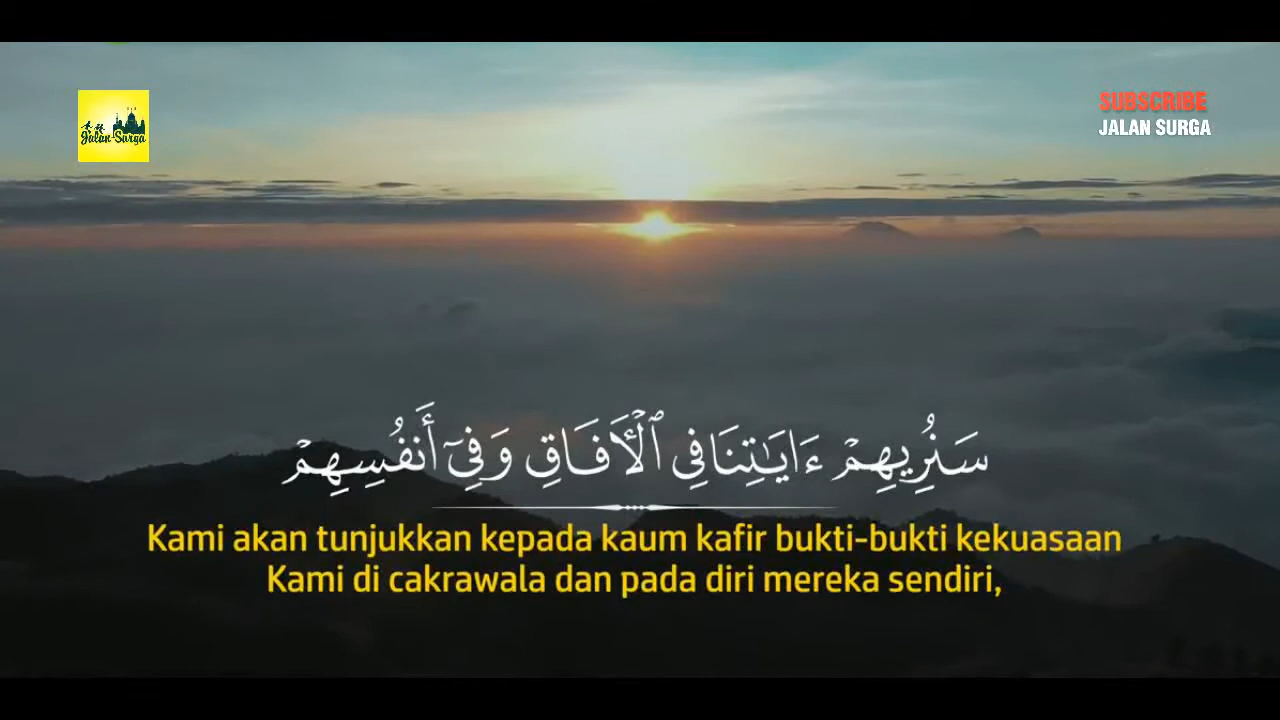 Jalan Surga
SUBSCRIBE
JALAN SURGA
سَنُرِيهِمْ ءَايَـٰتِنَا فِى ٱلْـَٔافَاقِ وَفِىٓ أَنفُسِهِمْ
Kami akan tunjukkan kepada kaum kafir bukti-bukti kekuasaan
Kami di cakrawala dan pada diri mereka sendiri,